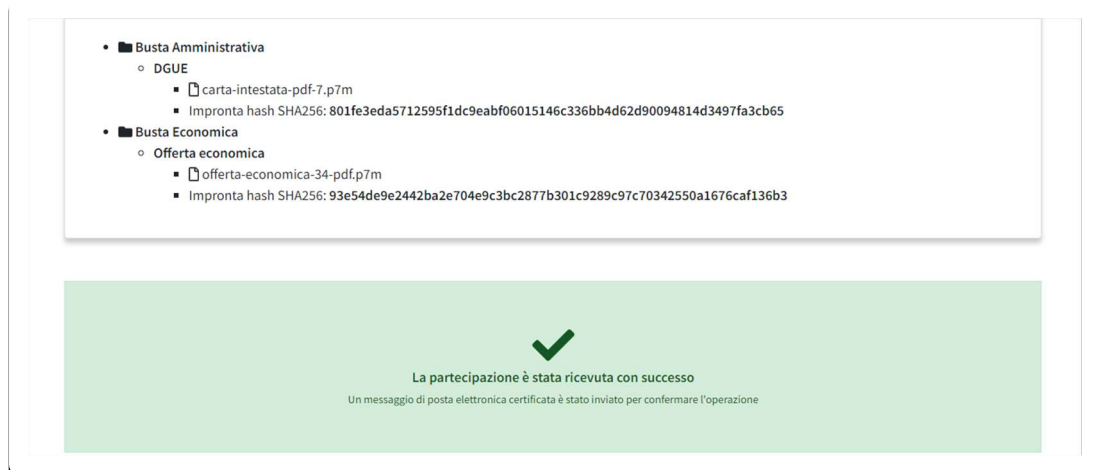 Busta Amministrativa
DGUE
carta-intestata-pdf-7.p7m
Impronta hash SHA256: 801fe3eda5712595f1dc9eabf06015146c336bb4d62d90094814d3497fa3cb65
Busta Economica
Offerta economica
offerta-economica-34-pdf.p7m
Impronta hash SHA256: 93e54de9e2442ba2e704e9c3bc2877b301c9289c97c70342550a1676caf136b3
La partecipazione è stata ricevuta con successo
Un messaggio di posta elettronica certificata è stato inviato per confermare l'operazione